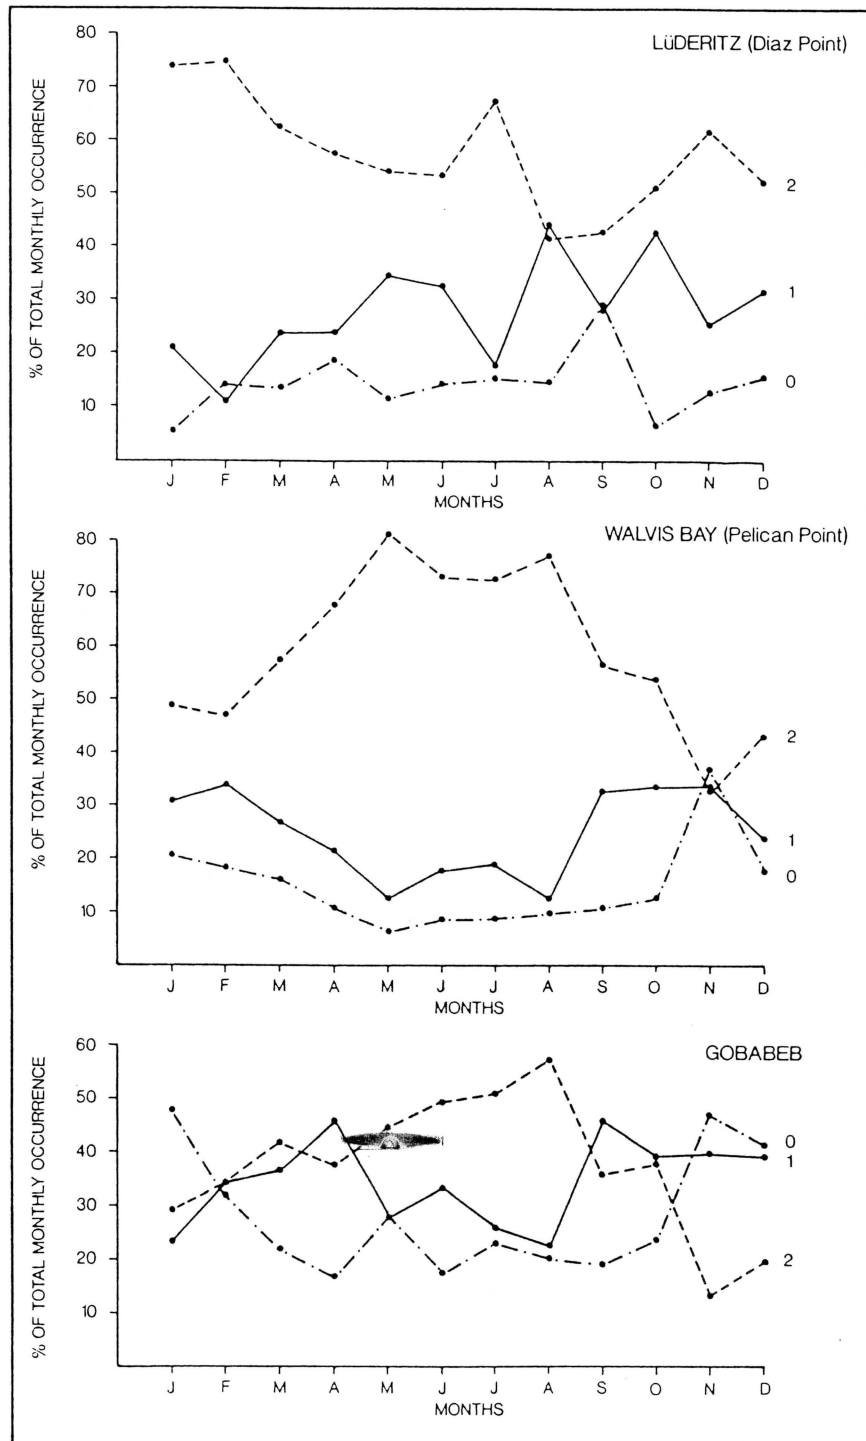 LüDERITZ (Diaz Point)
% OF TOTAL MONTHLY OCCURRENCE
80
70
60
50
40
30
20
10
2
1
0
J F M A M J J A S O N D
MONTHS
WALVIS BAY (Pelican Point)
% OF TOTAL MONTHLY OCCURRENCE
80
70
60
50
40
30
20
10
2
1
0
J F M A M J J A S O N D
MONTHS
GOBABEB
% OF TOTAL MONTHLY OCCURRENCE
60
50
40
30
20
10
0
1
2
J F M A M J J A S O N D
MONTHS